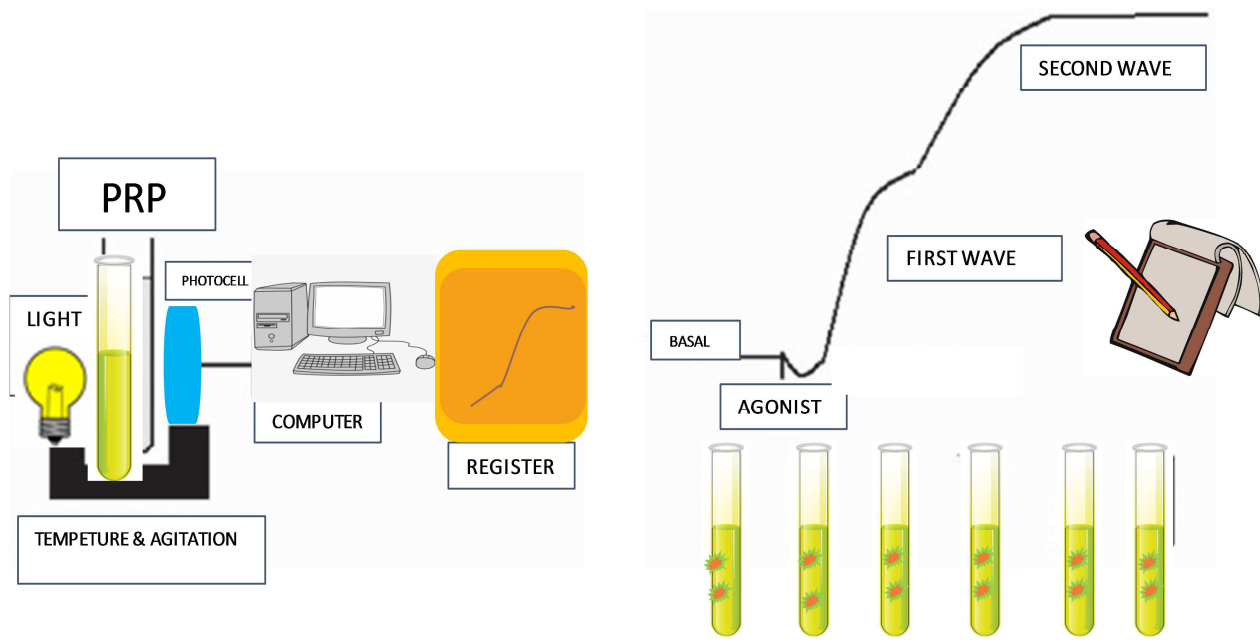 PRP
LIGHT
PHOTOCELL
COMPUTER
REGISTER
TEMPETURE & AGITATION
SECOND WAVE
FIRST WAVE
BASAL
AGONIST